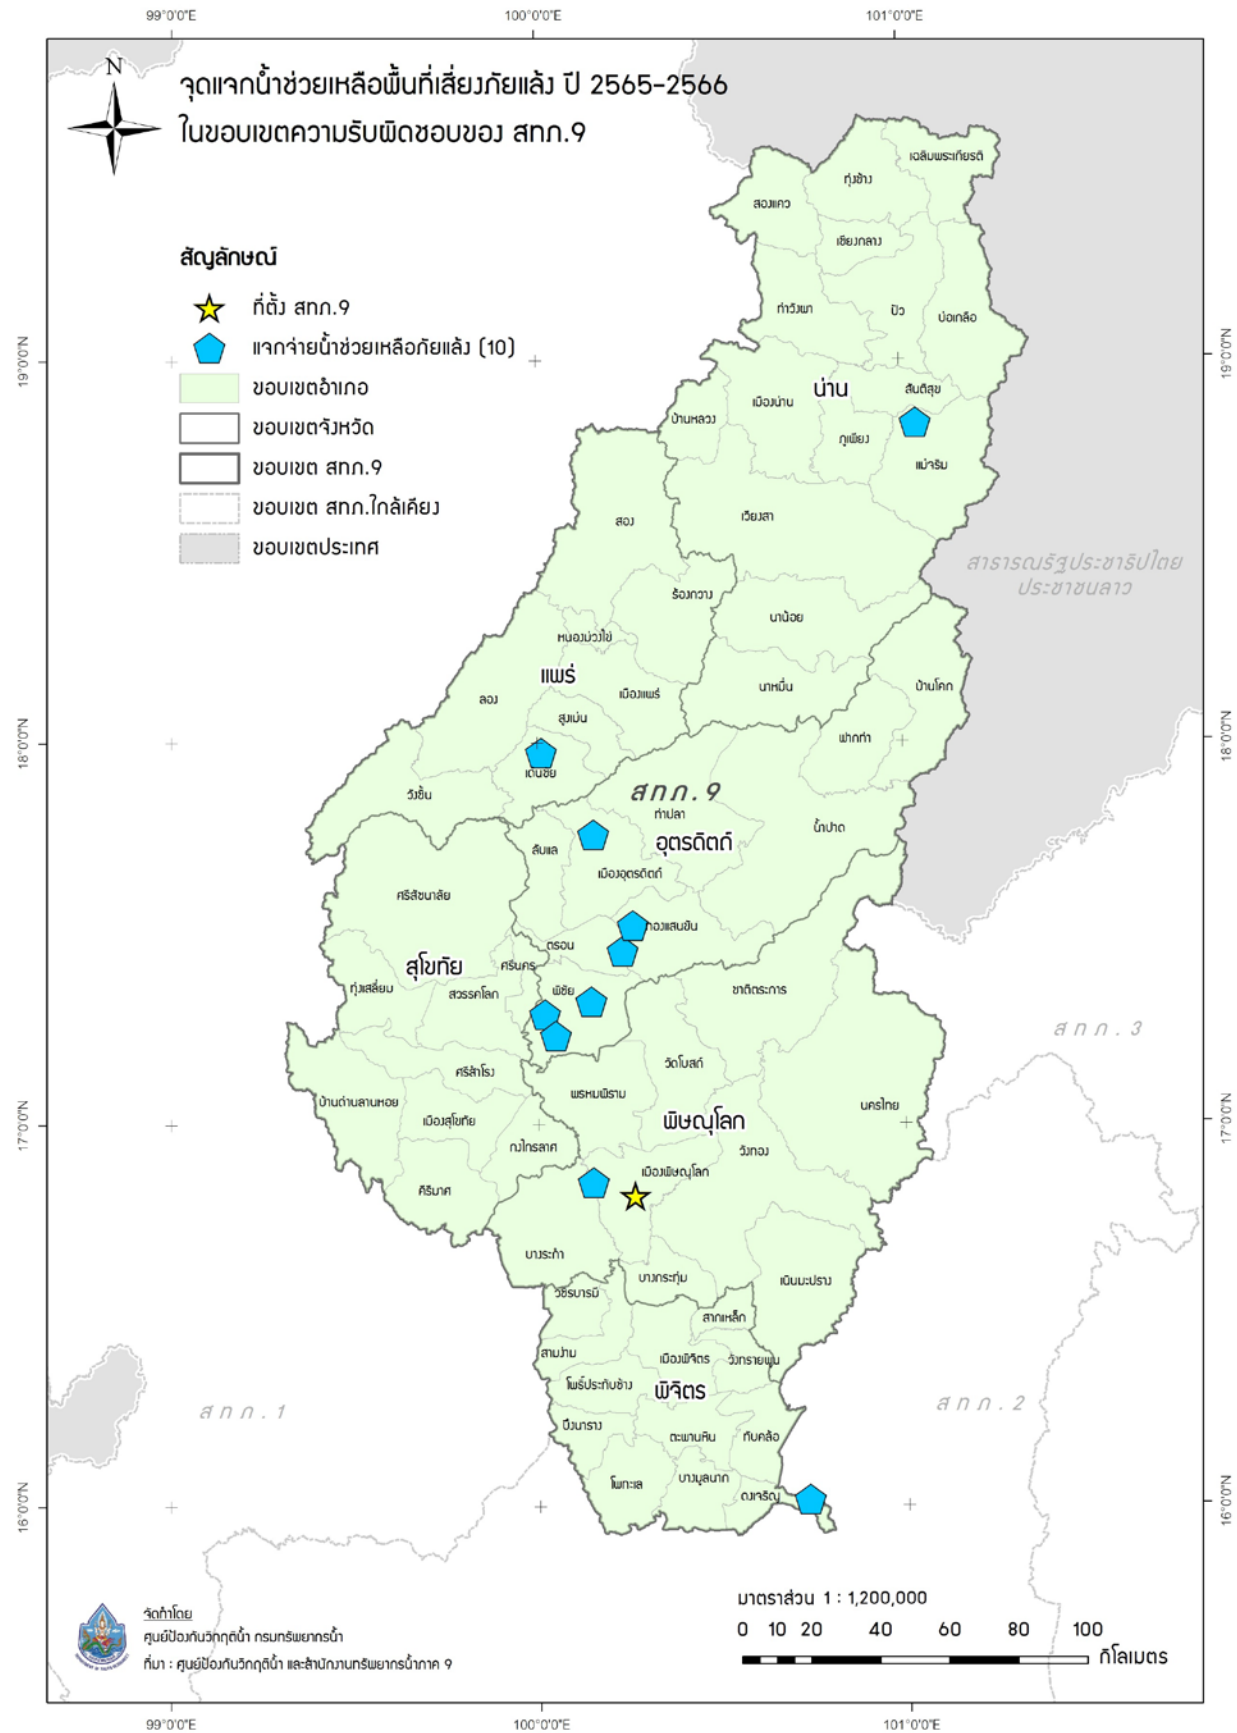 99°0'0"E 100°0'0"E 101°0'0"E
N
จุดแจกน้ำช่วยเหลือพื้นที่เสี่ยงภัยแล้ง ปี 2565-2566
ในขอบเขตความรับผิดชอบของ สทภ.9
สัญลักษณ์
ที่ตั้ง สทภ.9
แจกจ่ายน้ำช่วยเหลือภัยแล้ง (10)
ขอบเขตอำเภอ
ขอบเขตจังหวัด
ขอบเขต สทภ.9
ขอบเขต สทภ.ใกล้เคียง
ขอบเขตประเทศ
เฉลิมพระเกียรติ
ทุ่งช้าง
สองแคว
เชียงกลาง
ท่าวังผา
ปัว
บ่อเกลือ
19°0'0"N
19°0'0"N
น่าน
สันติสุข
เมืองน่าน
บ้านหลวง
ภูเพียง
แม่จริม
สอง
เวียงสา
สาธารณรัฐประชาธิปไตย
ประชาชนลาว
ร้องกวาง
นาน้อย
หนองม่วงไข่
แพร่
เมืองแพร่
นาหมื่น
บ้านโคก
ลอง
สูงเม่น
ฟากท่า
18°0'0"N
18°0'0"N
เด่นชัย
วังชิ้น
สทภ.9
ท่าปลา
น้ำปาด
อุตรดิตถ์
ลับแล
เมืองอุตรดิตถ์
ศรีสัชนาลัย
ทองแสนขัน
ตรอน
สุโขทัย
ศรีนคร
ทุ่งเสลี่ยม
สวรรคโลก
พิชัย
ชาติตระการ
สทภ.3
วัดโบสถ์
ศรีสำโรง
พรหมพิราม
บ้านด่านลานหอย
เมืองสุโขทัย
พิษณุโลก
นครไทย
17°0'0"N
17°0'0"N
กงไกรลาศ
วังทอง
เมืองพิษณุโลก
คีรีมาศ
บางระกำ
บางกระทุ่ม
เนินมะปราง
วชิรบารมี
สากเหล็ก
สามง่าม
เมืองพิจิตร
วังทรายพูน
โพธิ์ประทับช้าง
พิจิตร
สทภ.1
สทภ.2
บึงนาราง
ตะพานหิน
ทับคล้อ
โพทะเล
บางมูลนาก
ดงเจริญ
16°0'0"N
16°0'0"N
จัดทำโดย
ศูนย์ป้องกันวิกฤติน้ำ กรมทรัพยากรน้ำ
ที่มา : ศูนย์ป้องกันวิกฤติน้ำ และสำนักงานทรัพยากรน้ำภาค 9
มาตราส่วน 1 : 1,200,000
0 10 20 40 60 80 100
กิโลเมตร
99°0'0"E 100°0'0"E 101°0'0"E